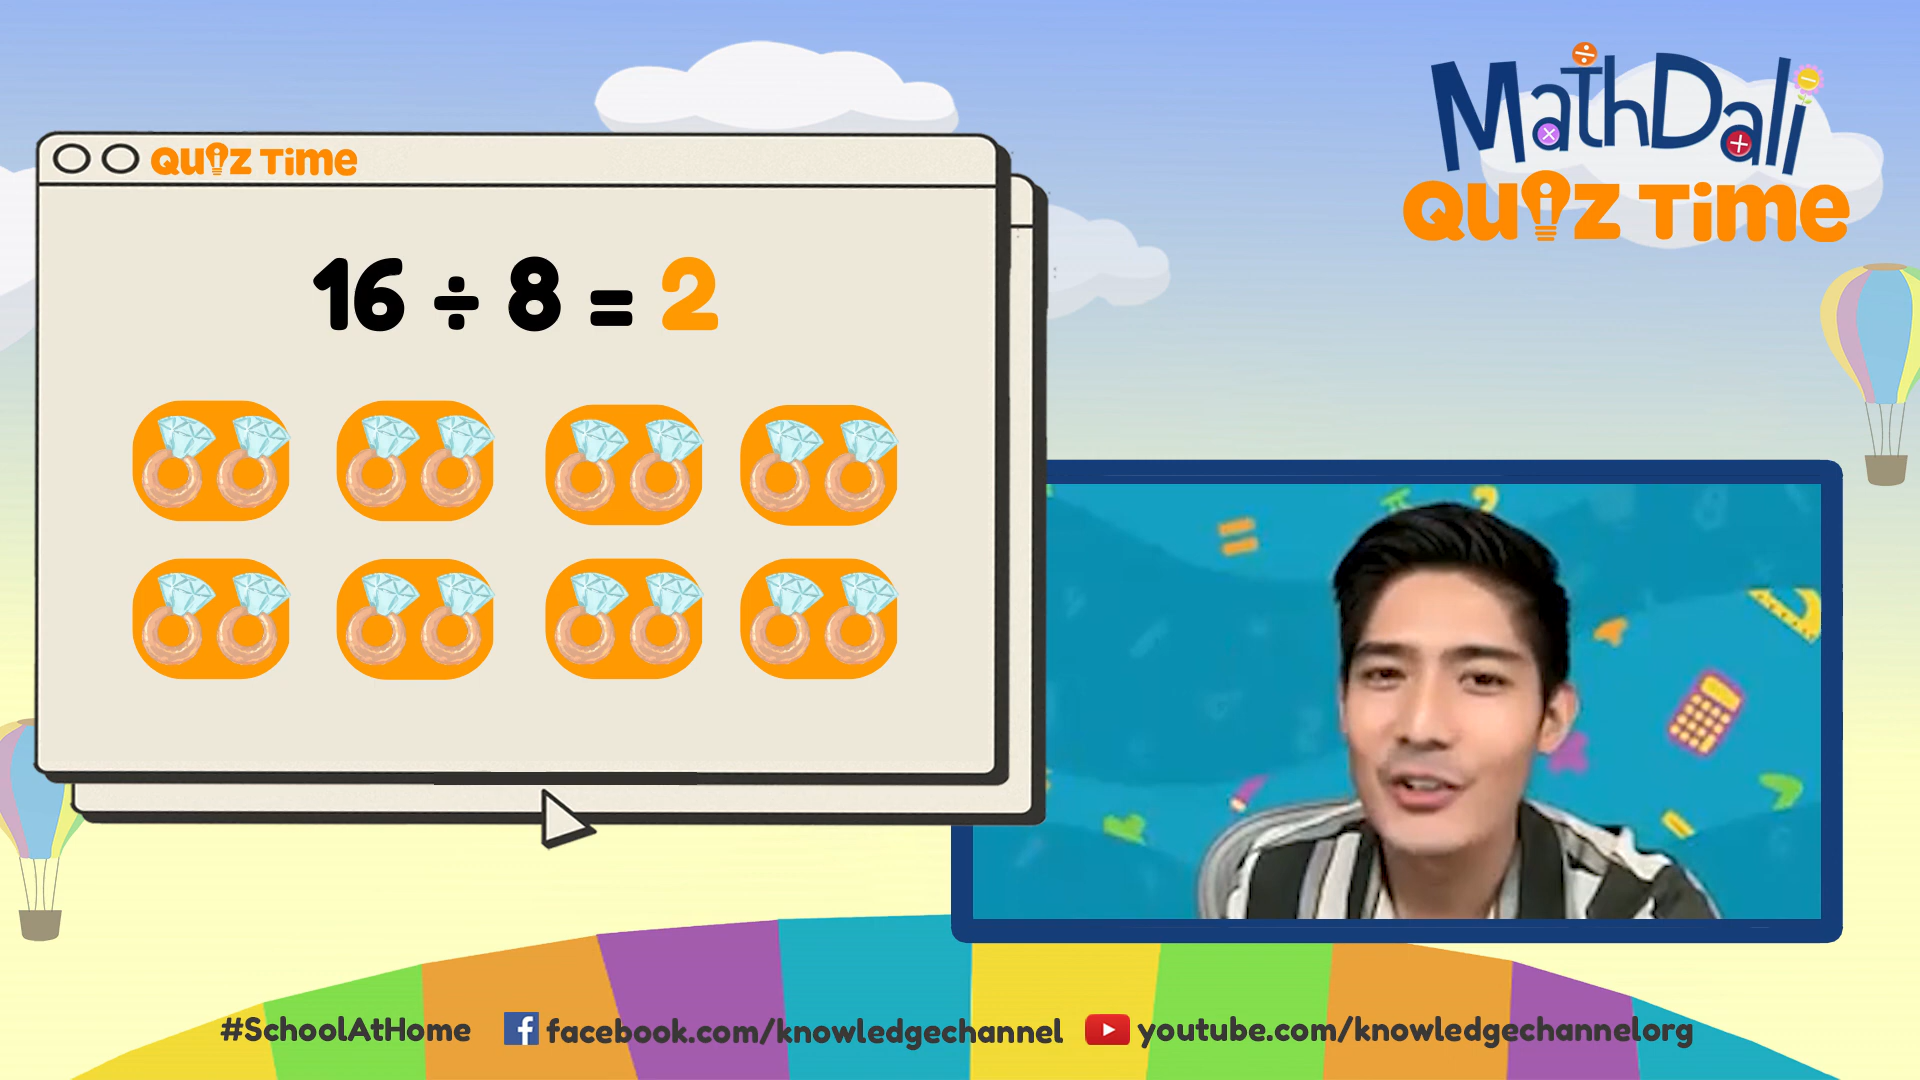 MathDali
QUIZ TIME
QUIZ TIME
16 ÷ 8 = 2
#SchoolAtHome
facebook.com/knowledgechannel
youtube.com/knowledgechannelorg